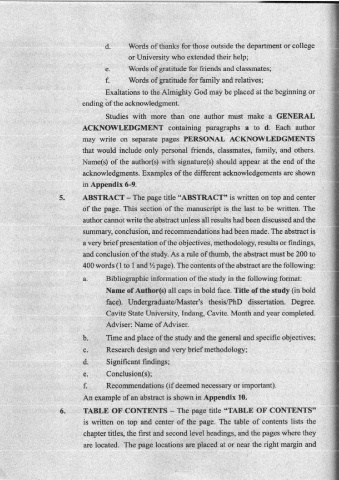 d. Words of thanks for those outside the department or college
or University who extended their help;
e. Words of gratitude for friends and classmates;
f. Words of gratitude for family and relatives;
Exaltations to the Almighty God may be placed at the beginning or
ending of the acknowledgment.
Studies with more than one author must make a GENERAL
ACKNOWLEDGMENT containing paragraphs a to d. Each author
may write on separate pages PERSONAL ACKNOWLEDGMENTS
that would include only personal friends, classmates, family, and others.
Name(s) of the author(s) with signature(s) should appear at the end of the
acknowledgments. Examples of the different acknowledgements are shown
in Appendix 6-9.
5. ABSTRACT – The page title “ABSTRACT” is written on top and center
of the page. This section of the manuscript is the last to be written. The
author cannot write the abstract unless all results had been discussed and the
summary, conclusion, and recommendations had been made. The abstract is
a very brief presentation of the objectives, methodology, results or findings,
and conclusion of the study. As a rule of thumb, the abstract must be 200 to
400 words (1 to 1 and ½ page). The contents of the abstract are the following:
a. Bibliographic information of the study in the following format:
Name of Author(s) all caps in bold face. Title of the study (in bold
face). Undergraduate/Master's thesis/PhD dissertation. Degree.
Cavite State University, Indang, Cavite. Month and year completed.
Adviser: Name of Adviser.
b. Time and place of the study and the general and specific objectives;
c. Research design and very brief methodology;
d. Significant findings;
e. Conclusion(s);
f. Recommendations (if deemed necessary or important).
An example of an abstract is shown in Appendix 10.
6. TABLE OF CONTENTS – The page title “TABLE OF CONTENTS”
is written on top and center of the page. The table of contents lists the
chapter titles, the first and second level headings, and the pages where they
are located. The page locations are placed at or near the right margin and